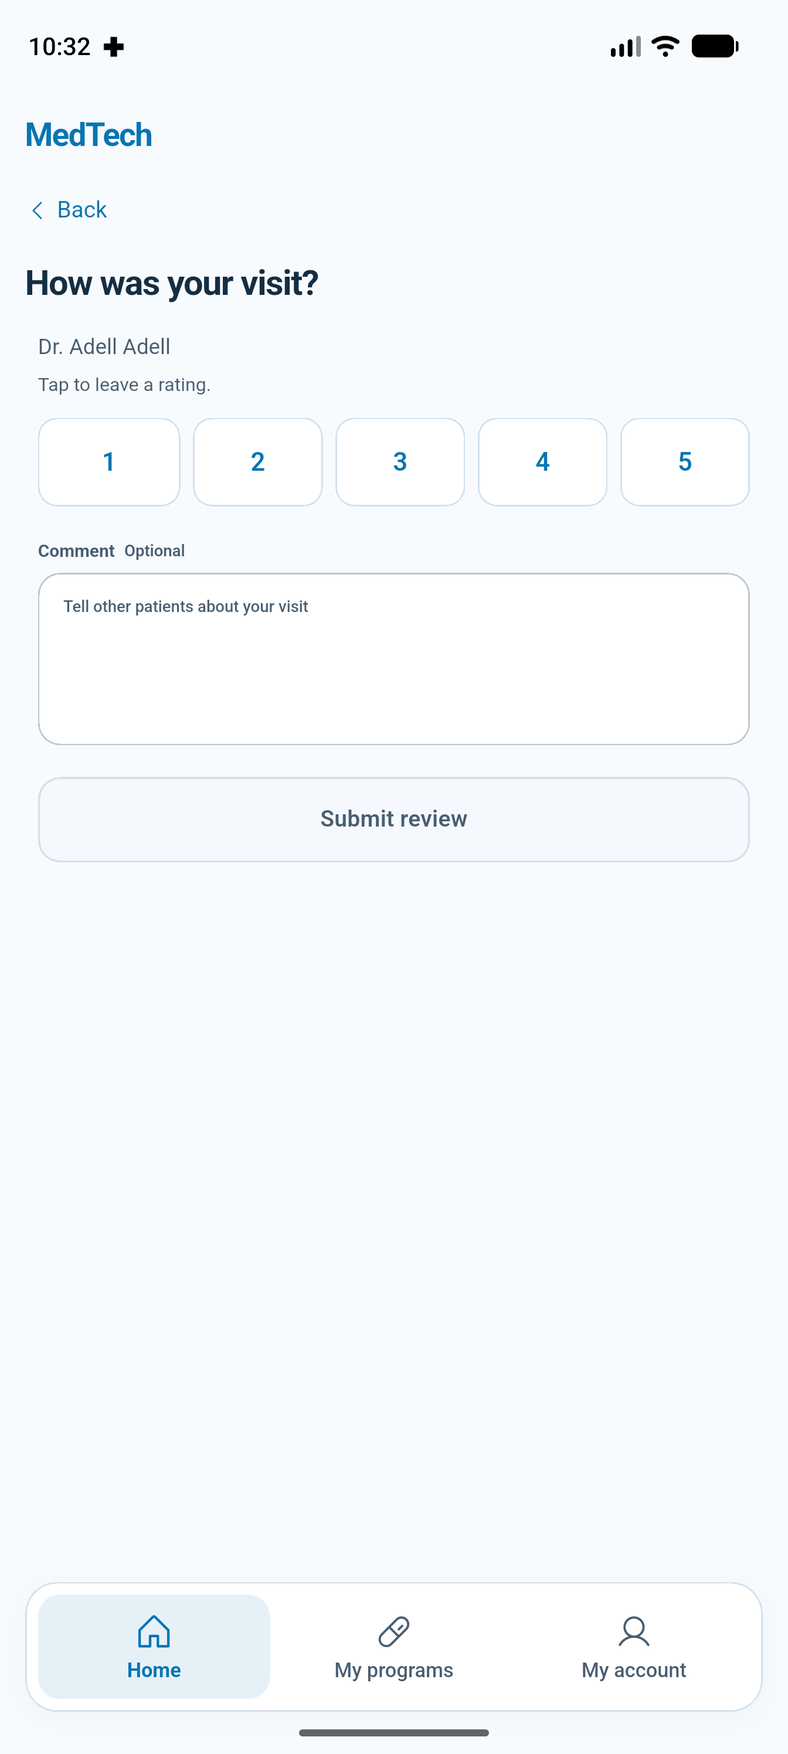 10:32
MedTech
Back
How was your visit?
Dr. Adell Adell
Tap to leave a rating.
1 2 3 4 5
Comment Optional
Tell other patients about your visit
Submit review
Home My programs My account